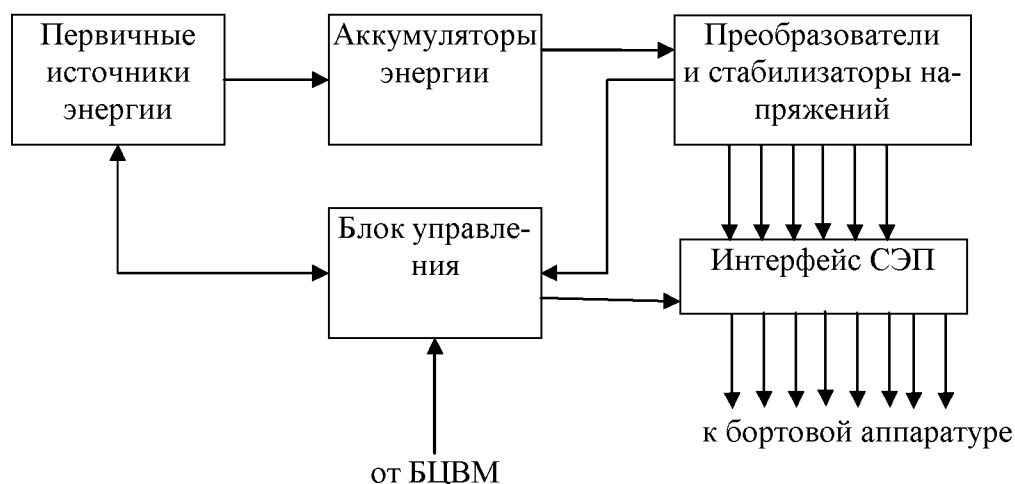 Первичные
источники
энергии
Аккумуляторы
энергии
Преобразователи
и стабилизаторы на-
пряжений
Блок управле-
ния
Интерфейс СЭП
к бортовой аппаратуре
от БЦВМ